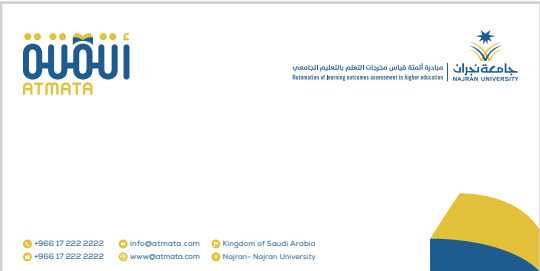 أتمتة
ATMATA
مبادرة أتمتة قياس مخرجات التعلم بالتعليم الجامعي
Automation of learning outcomes assessment in higher education
جامعة نجران
NAJRAN UNIVERSITY
+966 17 222 2222
info@atmata.com
Kingdom of Saudi Arabia
+966 17 222 2222
www@atmata.com
Najran- Najran University